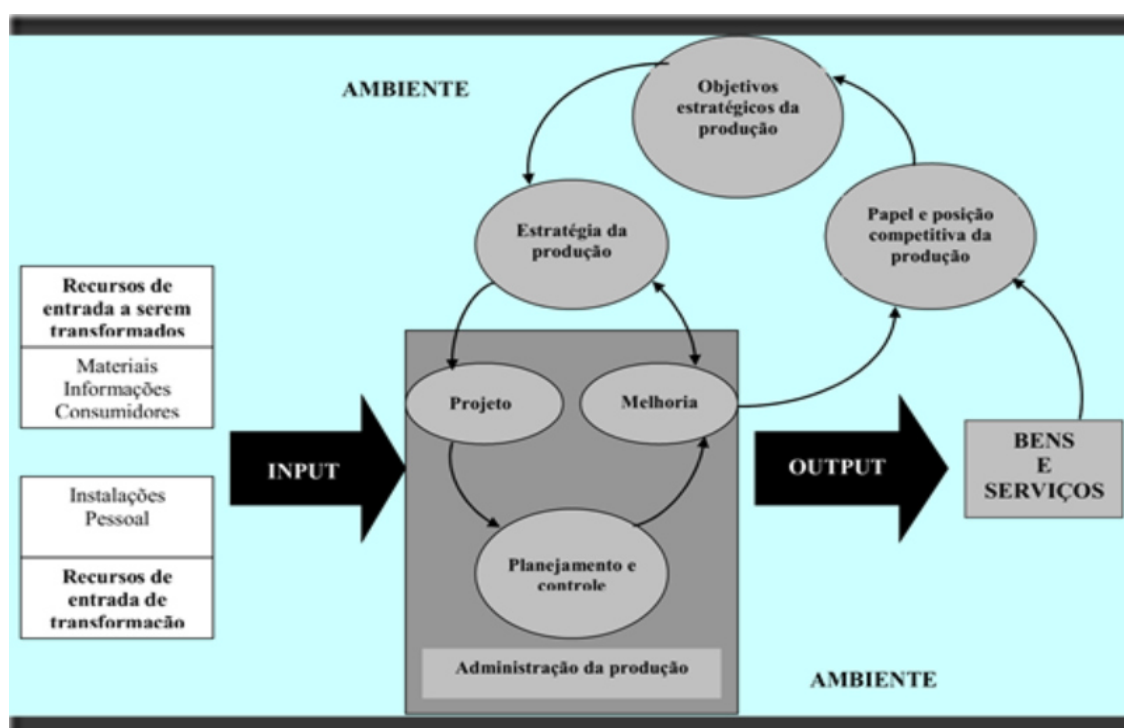 AMBIENTE
Objetivos
estratégicos da
produção
Estratégia da
produção
Papel e posição
competitiva da
produção
Recursos de
entrada a serem
transformados
Materiais
Informações
Consumidores
Projeto
Melhoria
INPUT
OUTPUT
BENS
E
SERVIÇOS
Instalações
Pessoal
Recursos de
entrada de
transformação
Planejamento e
controle
Administração da produção
AMBIENTE